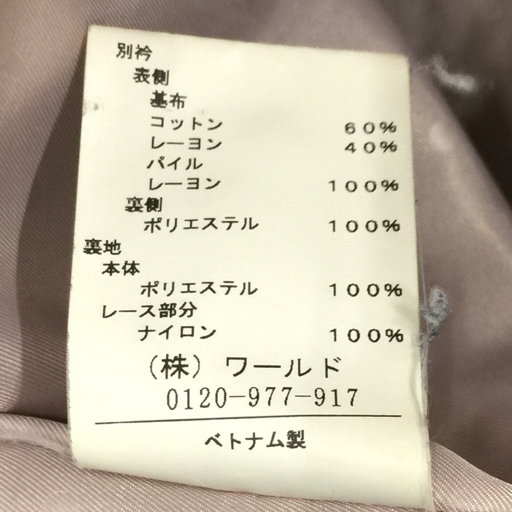 別衿
表側
基布
コットン 60%
レーヨン 40%
パイル
レーヨン 100%
裏側
ポリエステル 100%
裏地
本体
ポリエステル 100%
レース部分
ナイロン 100%
(株) ワールド
0120-977-917
ベトナム製